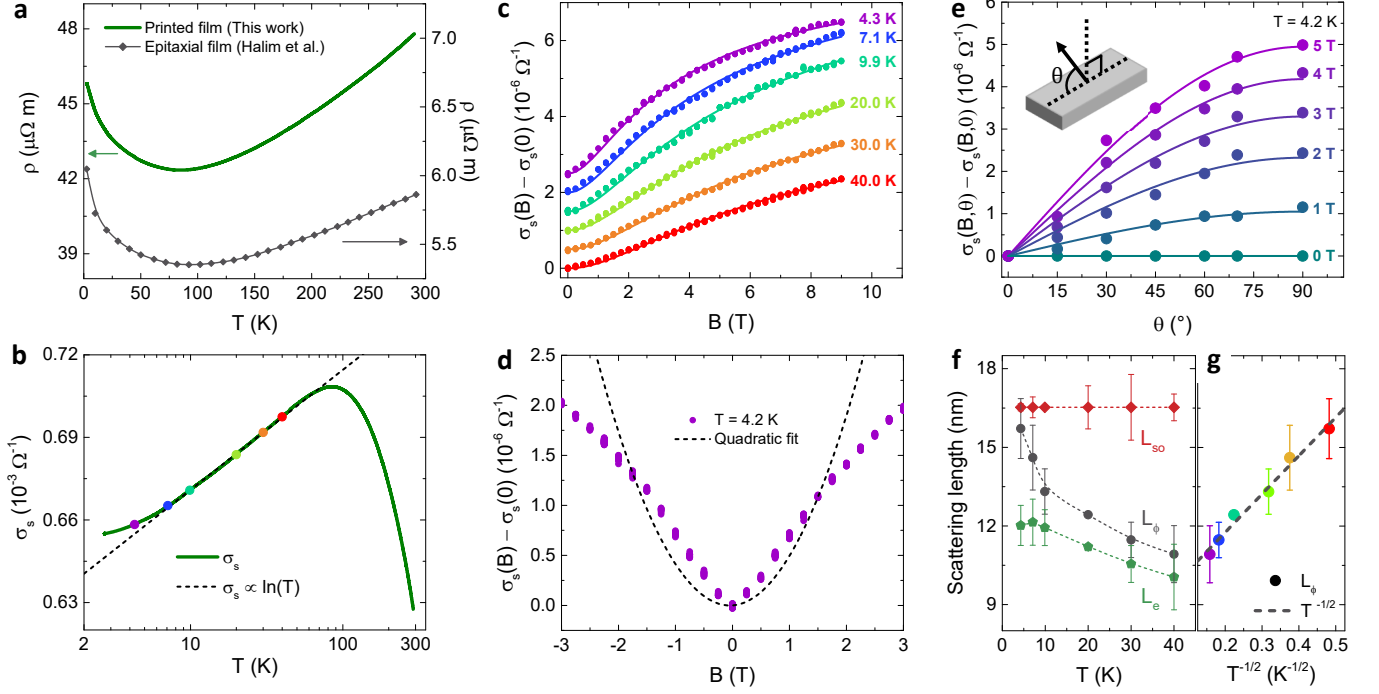 a
Printed film (This work)
Epitaxial film (Halim et al.)
48
45
42
39
7.0
6.5
6.0
5.5
ρ (μΩ m)
ρ (μΩ m)
0 50 100 150 200 250 300
T (K)
b
0.72
0.69
0.66
0.63
σs (10⁻³ Ω⁻¹)
σs
σs ∝ ln(T)
2 10 100 400
T (K)
c
4.3 K
7.1 K
9.9 K
20.0 K
30.0 K
40.0 K
6
5
4
3
2
1
0
σs(B) − σs(0) (10⁻⁶ Ω⁻¹)
0 2 4 6 8 10
B (T)
d
2.5
2.0
1.5
1.0
0.5
0.0
σs(B) − σs(0) (10⁻⁶ Ω⁻¹)
T = 4.2 K
Quadratic fit
-3 -2 -1 0 1 2 3
B (T)
e
T = 4.2 K
θ
5 T
4 T
3 T
2 T
1 T
0 T
6
5
4
3
2
1
0
σs(B,θ) − σs(B,θ) (10⁻⁶ Ω⁻¹)
0 15 30 45 60 75 90
θ (°)
f
18
15
12
9
Scattering length (nm)
Lso
Lϕ
Le
0 10 20 30 40
T (K)
g
Lϕ
T⁻¹/²
0.2 0.3 0.4 0.5
T⁻¹/² (K⁻¹/²)